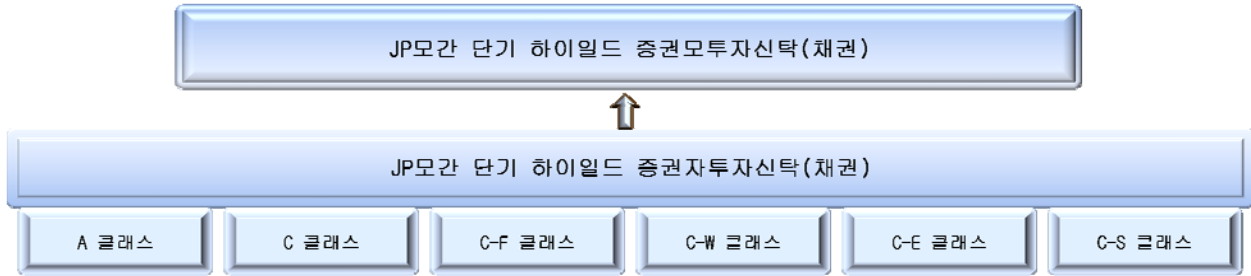 JP모간 단기 하이일드 증권모투자신탁(채권)
JP모간 단기 하이일드 증권자투자신탁(채권)
A 클래스
C 클래스
C-F 클래스
C-W 클래스
C-E 클래스
C-S 클래스